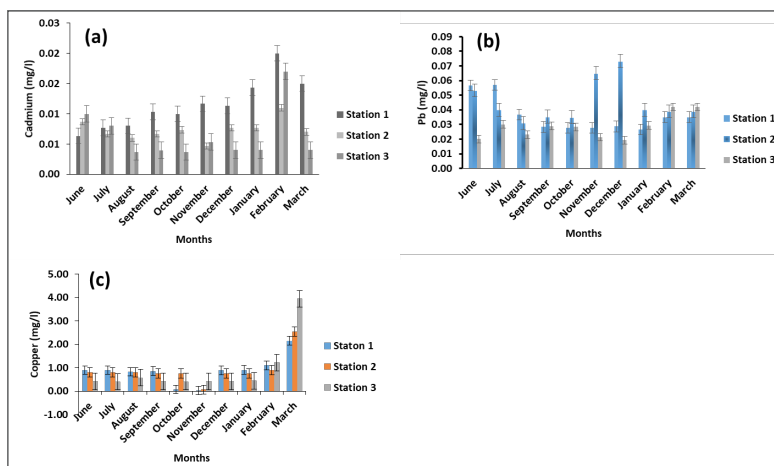 (a)
Cadmium (mg/l)
0.03
0.02
0.02
0.01
0.01
0.00
June
July
August
September
October
November
December
January
February
March
Months
Station 1
Station 2
Station 3
(b)
Pb (mg/l)
0.09
0.08
0.07
0.06
0.05
0.04
0.03
0.02
0.01
0.00
June
July
August
September
October
November
December
January
February
March
Months
Station 1
Station 2
Station 3
(c)
Copper (mg/l)
5.00
4.00
3.00
2.00
1.00
0.00
-1.00
June
July
August
September
October
November
December
January
February
March
Months
Staton 1
Station 2
Station 3